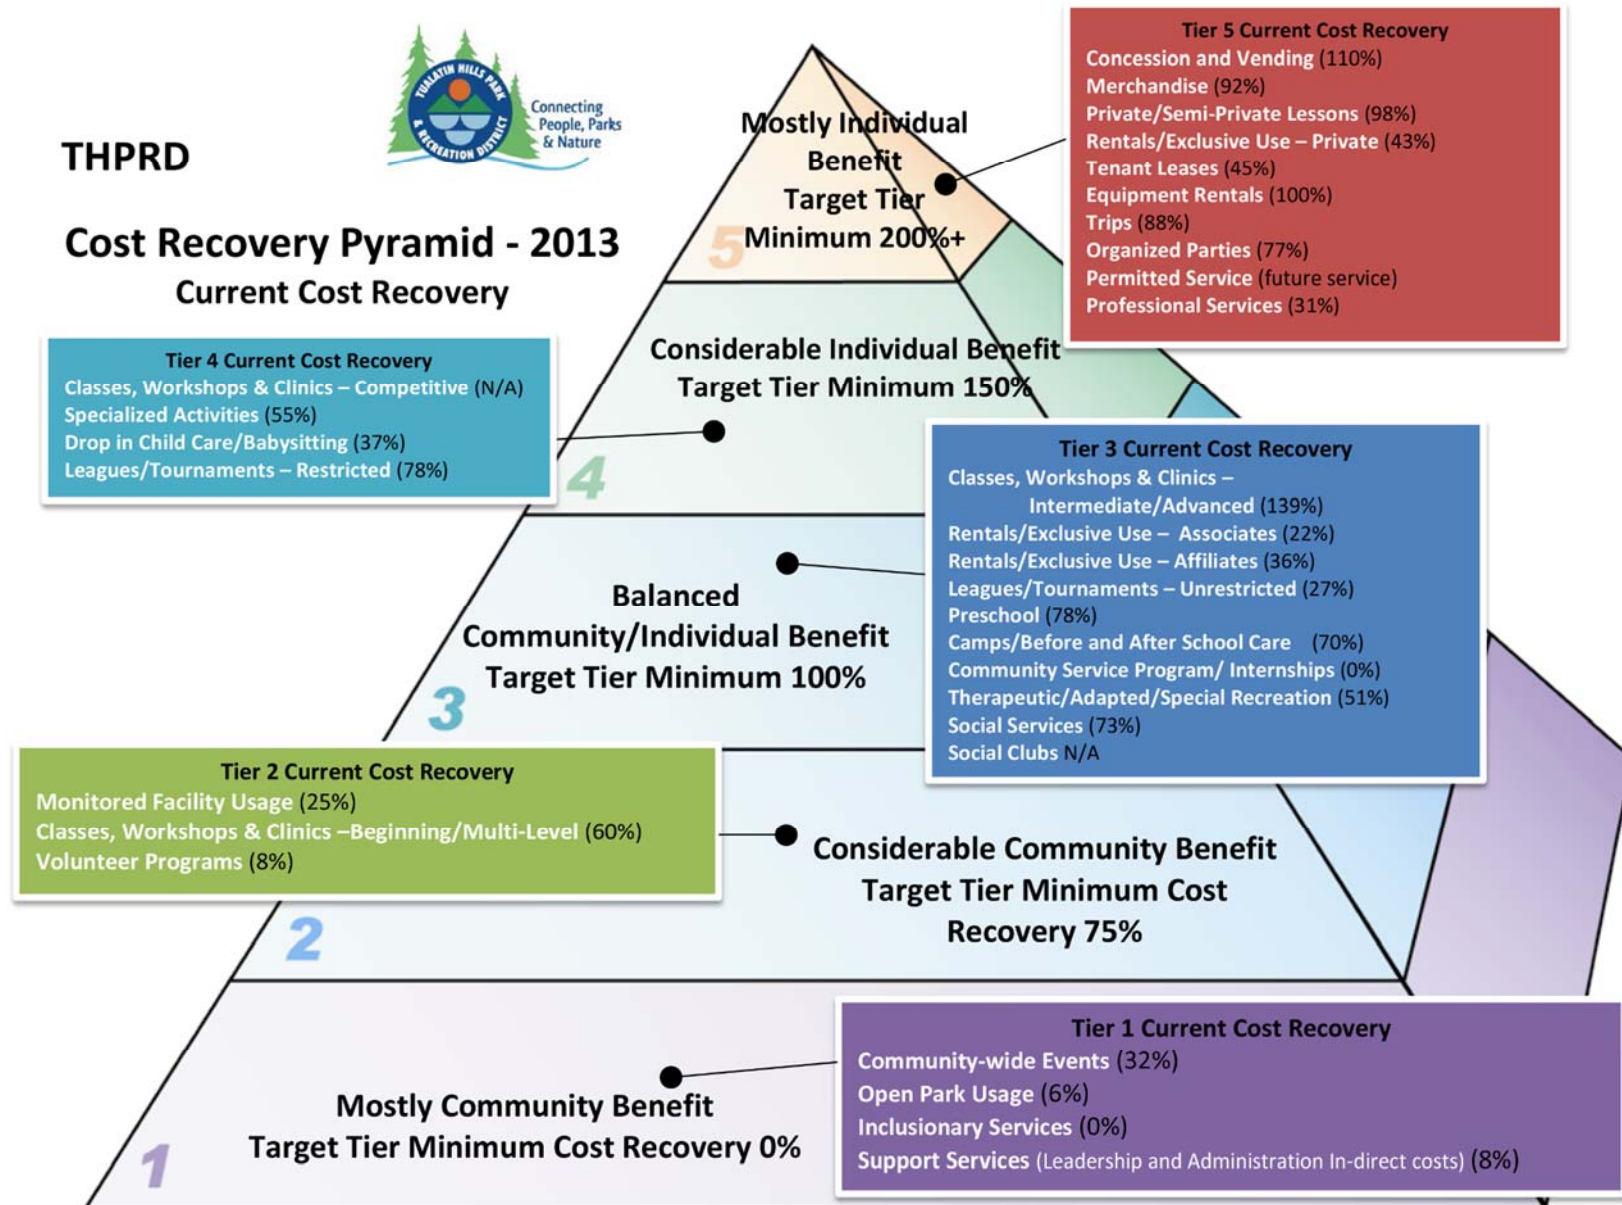 TUALATIN HILLS PARK
& RECREATION DISTRICT
Connecting
People, Parks
& Nature
THPRD
Cost Recovery Pyramid - 2013
Current Cost Recovery
Mostly Individual
Benefit
Target Tier
Minimum 200%+
5
Tier 5 Current Cost Recovery
Concession and Vending (110%)
Merchandise (92%)
Private/Semi-Private Lessons (98%)
Rentals/Exclusive Use – Private (43%)
Tenant Leases (45%)
Equipment Rentals (100%)
Trips (88%)
Organized Parties (77%)
Permitted Service (future service)
Professional Services (31%)
Considerable Individual Benefit
Target Tier Minimum 150%
4
Tier 4 Current Cost Recovery
Classes, Workshops & Clinics – Competitive (N/A)
Specialized Activities (55%)
Drop in Child Care/Babysitting (37%)
Leagues/Tournaments – Restricted (78%)
Balanced
Community/Individual Benefit
Target Tier Minimum 100%
3
Tier 3 Current Cost Recovery
Classes, Workshops & Clinics –
Intermediate/Advanced (139%)
Rentals/Exclusive Use – Associates (22%)
Rentals/Exclusive Use – Affiliates (36%)
Leagues/Tournaments – Unrestricted (27%)
Preschool (78%)
Camps/Before and After School Care (70%)
Community Service Program/ Internships (0%)
Therapeutic/Adapted/Special Recreation (51%)
Social Services (73%)
Social Clubs N/A
Tier 2 Current Cost Recovery
Monitored Facility Usage (25%)
Classes, Workshops & Clinics –Beginning/Multi-Level (60%)
Volunteer Programs (8%)
Considerable Community Benefit
Target Tier Minimum Cost
Recovery 75%
2
Tier 1 Current Cost Recovery
Community-wide Events (32%)
Open Park Usage (6%)
Inclusionary Services (0%)
Support Services (Leadership and Administration In-direct costs) (8%)
Mostly Community Benefit
Target Tier Minimum Cost Recovery 0%
1